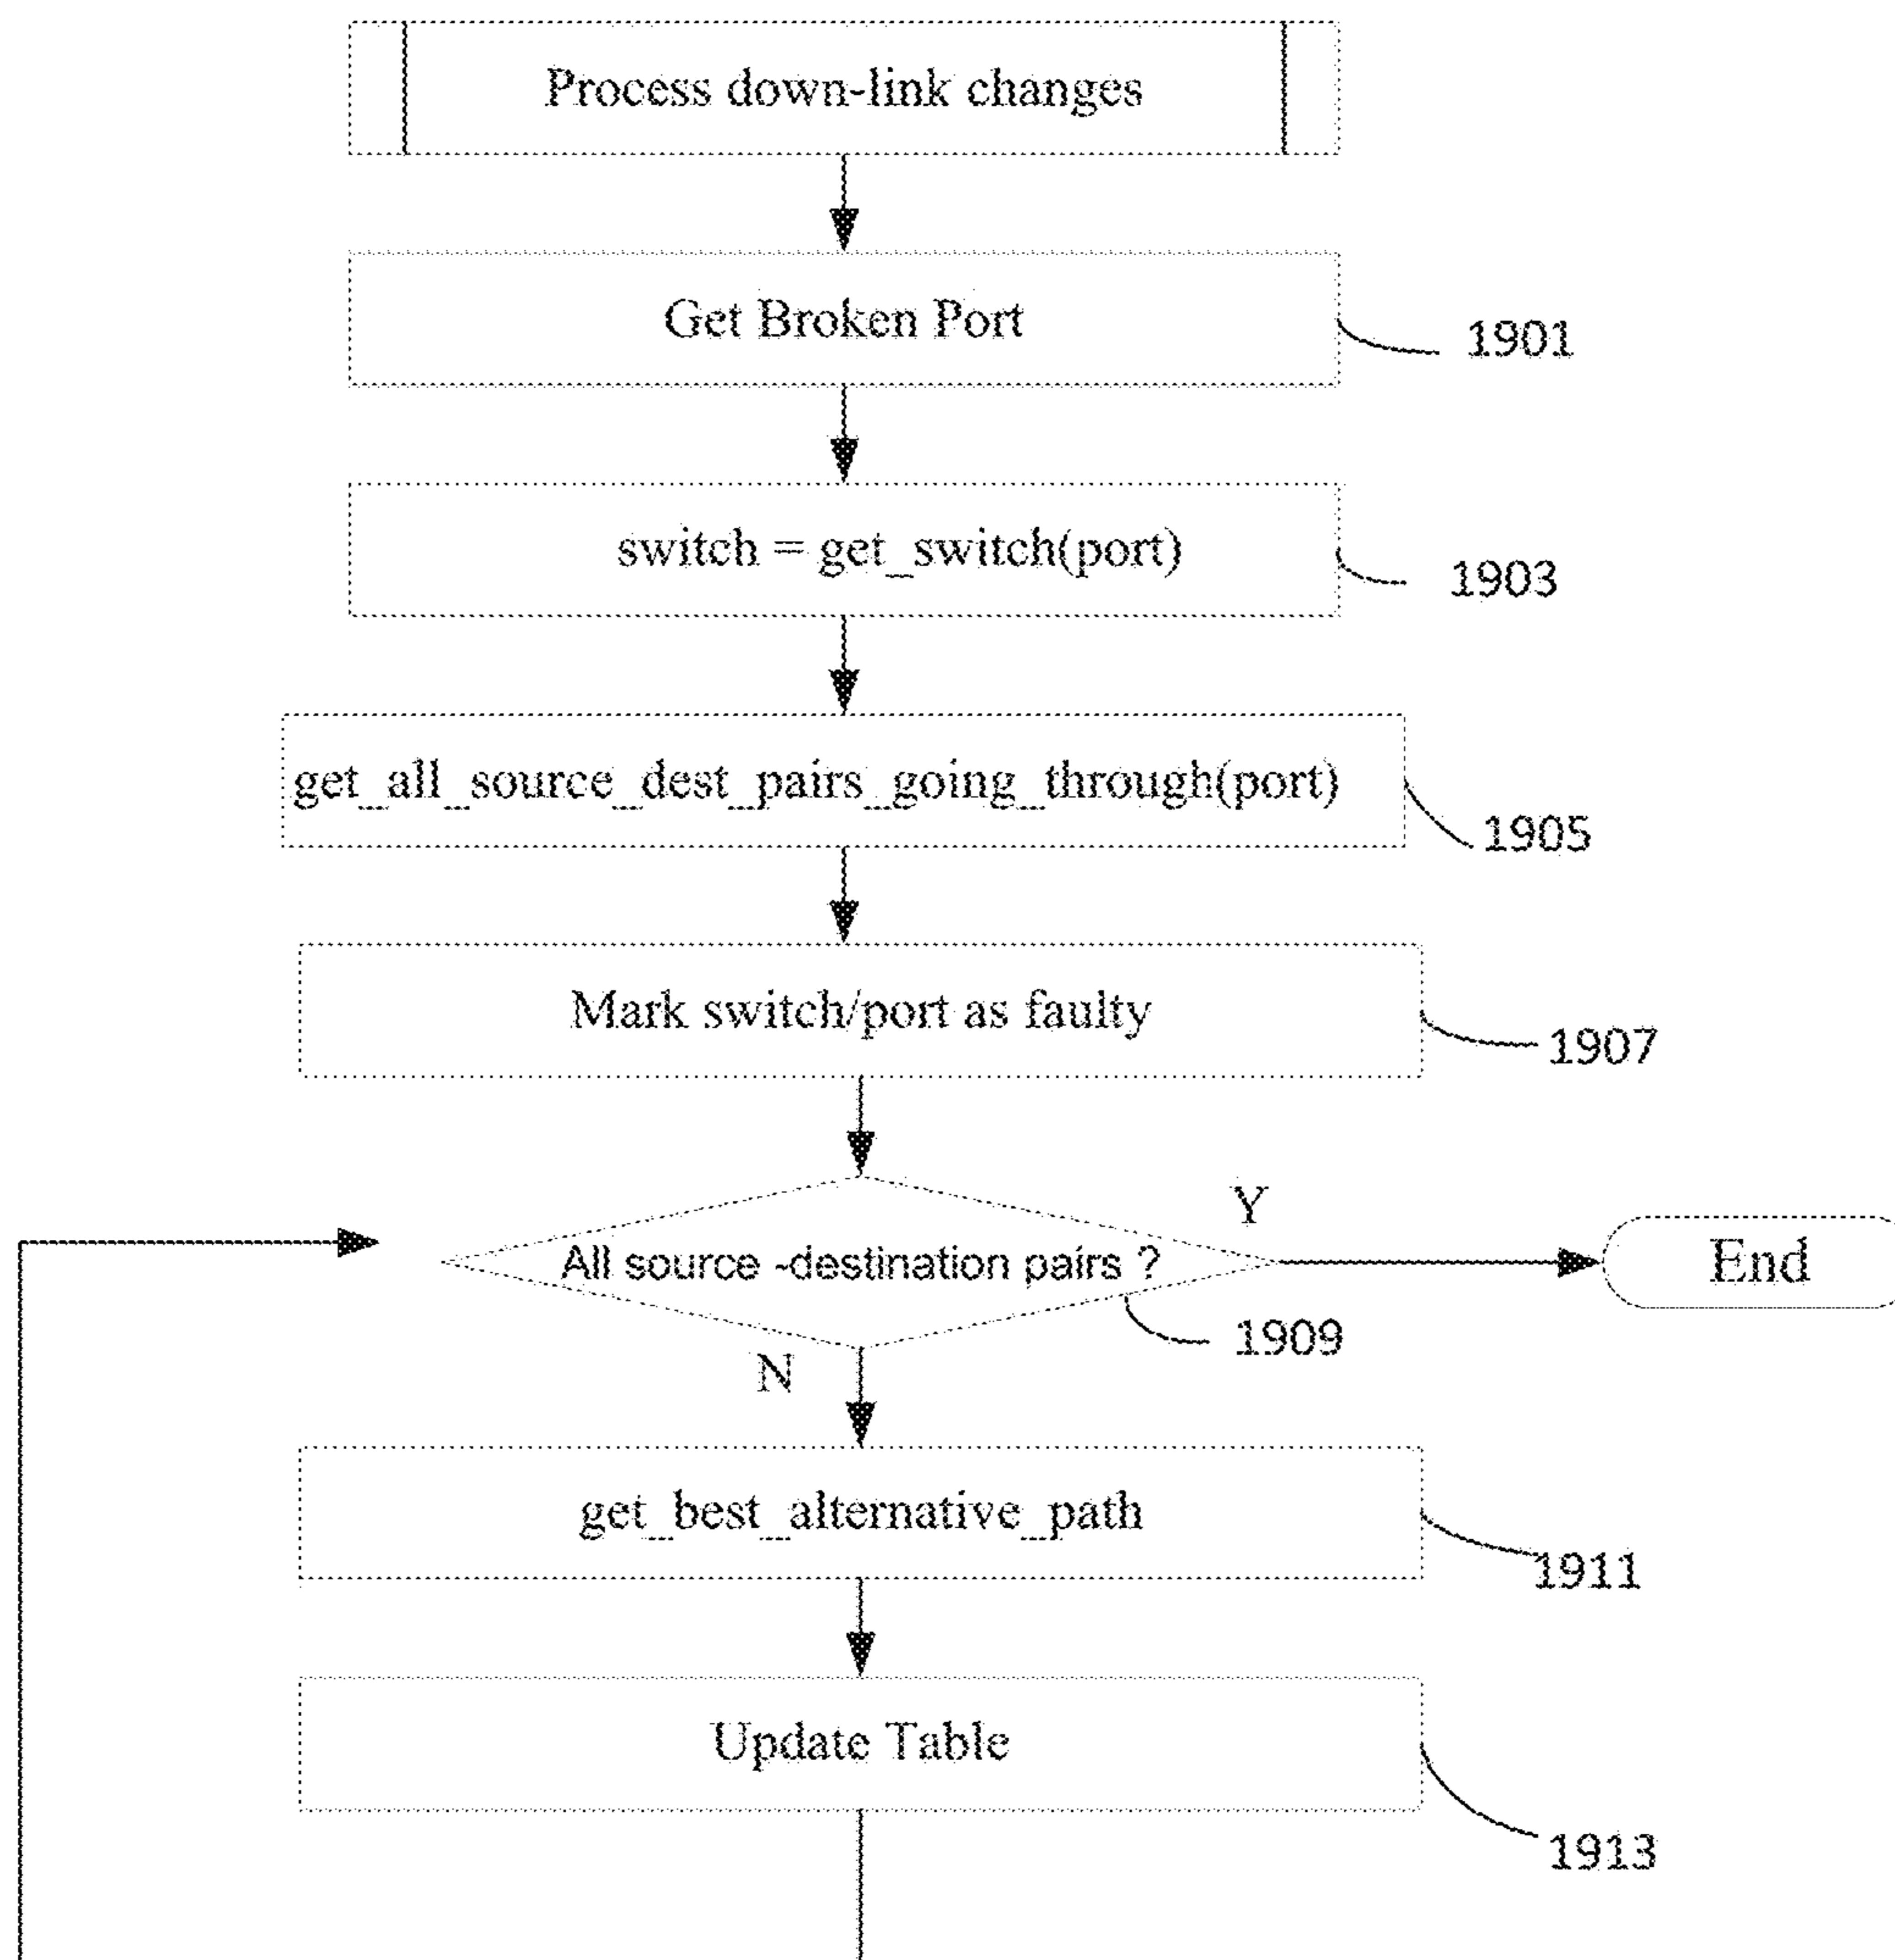 Process down-link changes
Get Broken Port
1901
switch = get_switch(port)
1903
get_all_source_dest_pairs_going_through(port)
1905
Mark switch/port as faulty
1907
All source -destination pairs ?
Y
End
1909
N
get_best_alternative_path
1911
Update Table
1913